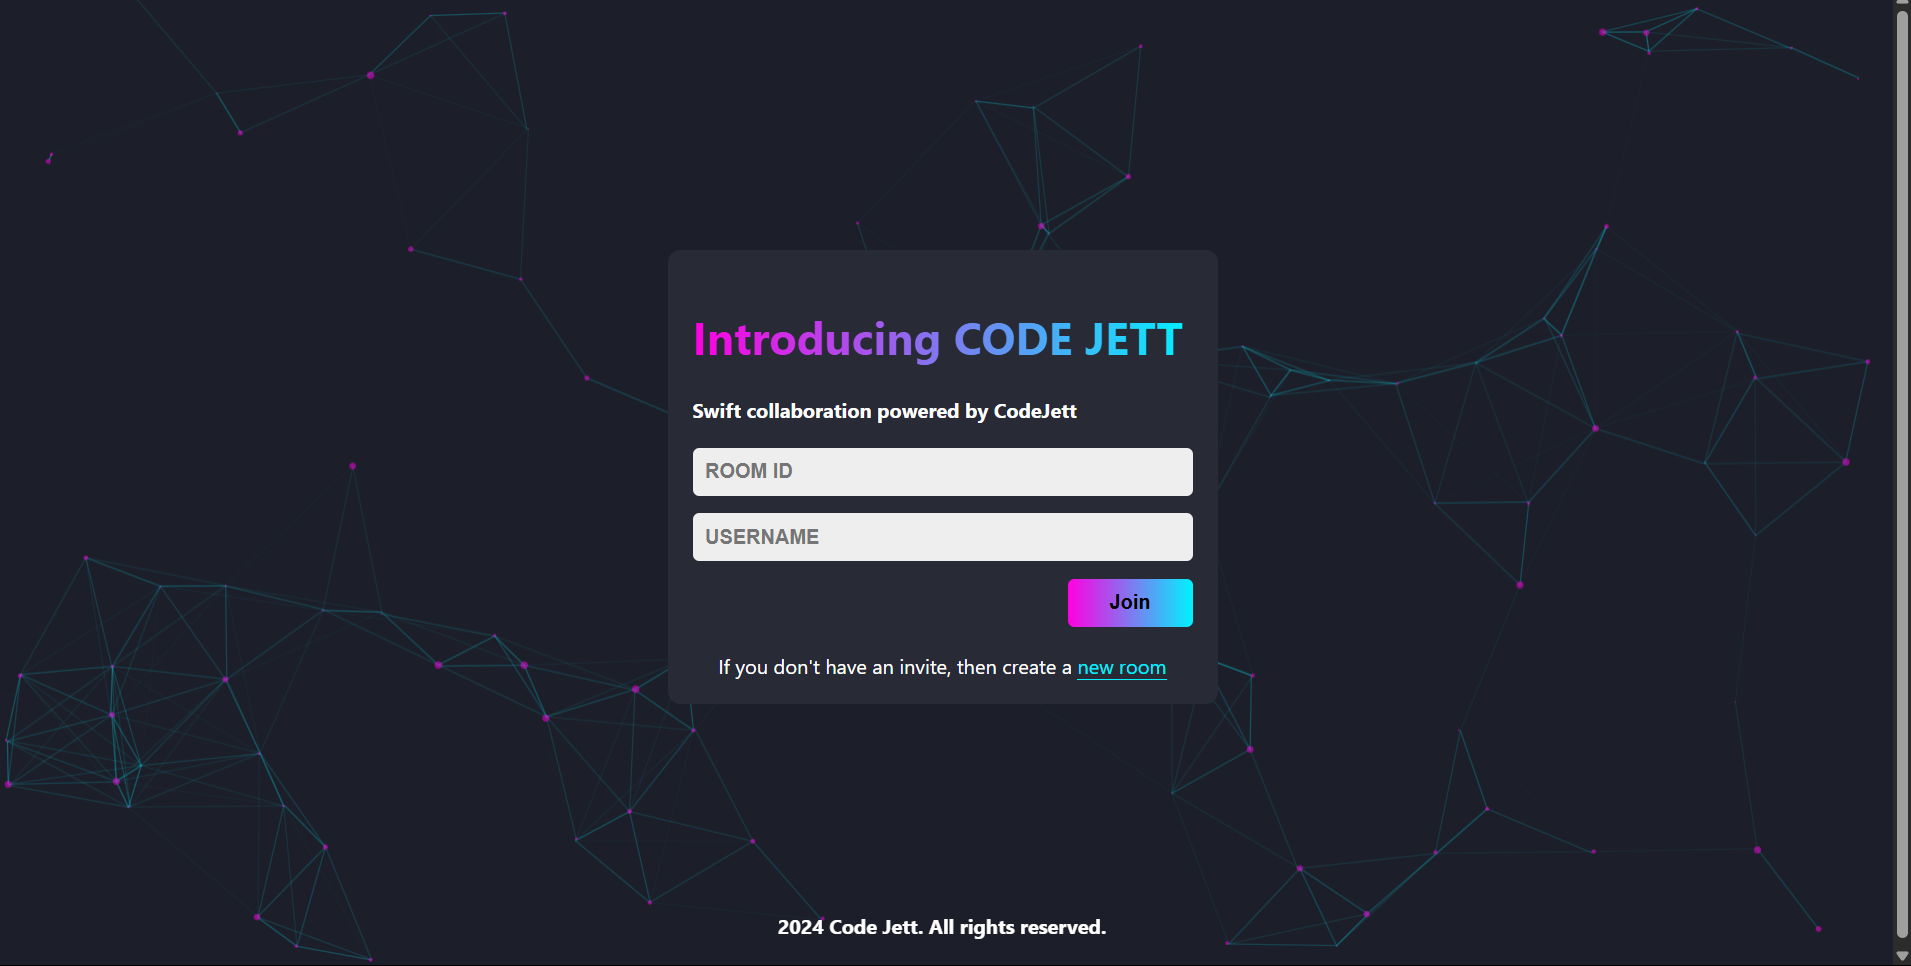 Introducing CODE JETT
Swift collaboration powered by CodeJett
ROOM ID
USERNAME
Join
If you don't have an invite, then create a new room
2024 Code Jett. All rights reserved.